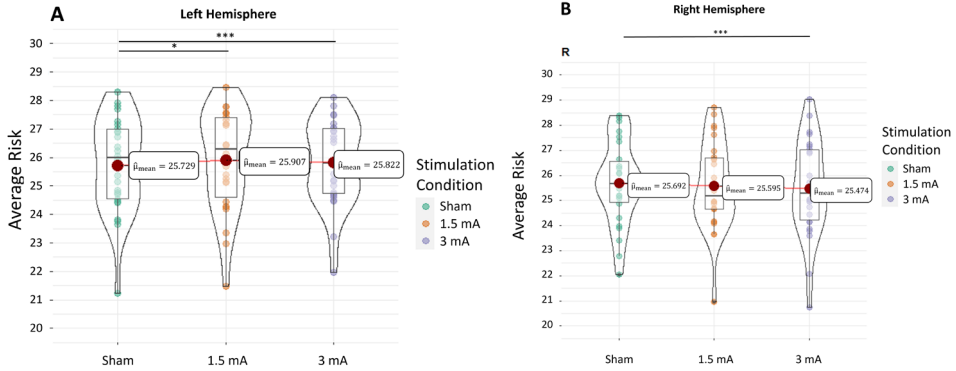 A
Left Hemisphere
***
*
30
29
28
27
26
25
24
23
22
21
20
Average Risk
μ̂mean = 25.729
μ̂mean = 25.907
μ̂mean = 25.822
Sham
1.5 mA
3 mA
Stimulation
Condition
Sham
1.5 mA
3 mA
B
Right Hemisphere
***
R
30
29
28
27
26
25
24
23
22
21
20
Average Risk
μ̂mean = 25.692
μ̂mean = 25.595
μ̂mean = 25.474
Sham
1.5 mA
3 mA
Stimulation
Condition
Sham
1.5 mA
3 mA